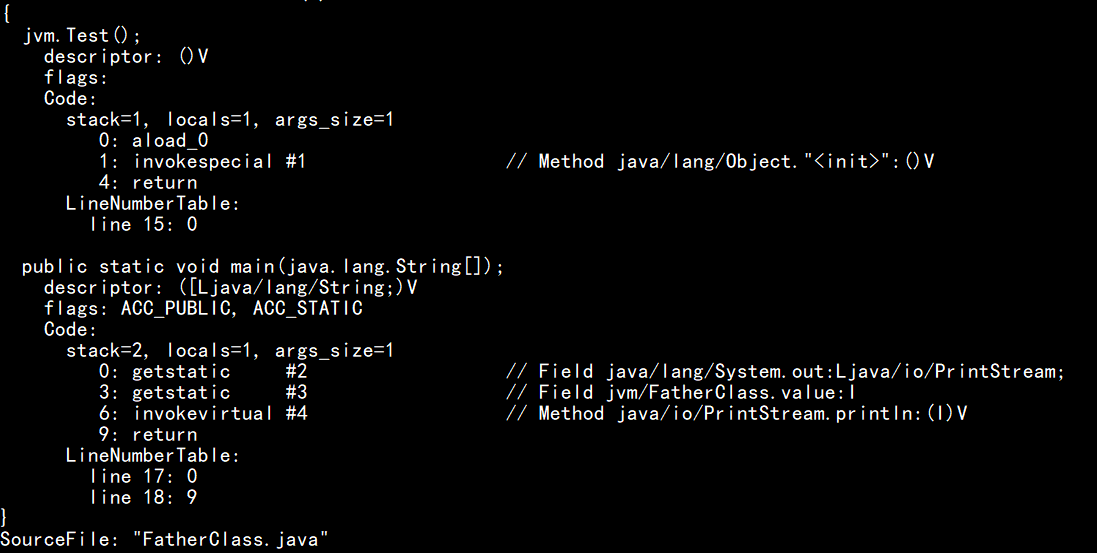 {
  jvm.Test();
    descriptor: ()V
    flags:
    Code:
      stack=1, locals=1, args_size=1
         0: aload_0
         1: invokespecial #1                  // Method java/lang/Object."<init>":()V
         4: return
      LineNumberTable:
        line 15: 0

  public static void main(java.lang.String[]);
    descriptor: ([Ljava/lang/String;)V
    flags: ACC_PUBLIC, ACC_STATIC
    Code:
      stack=2, locals=1, args_size=1
         0: getstatic     #2                  // Field java/lang/System.out:Ljava/io/PrintStream;
         3: getstatic     #3                  // Field jvm/FatherClass.value:I
         6: invokevirtual #4                  // Method java/io/PrintStream.println:(I)V
         9: return
      LineNumberTable:
        line 17: 0
        line 18: 9
}
SourceFile: "FatherClass.java"